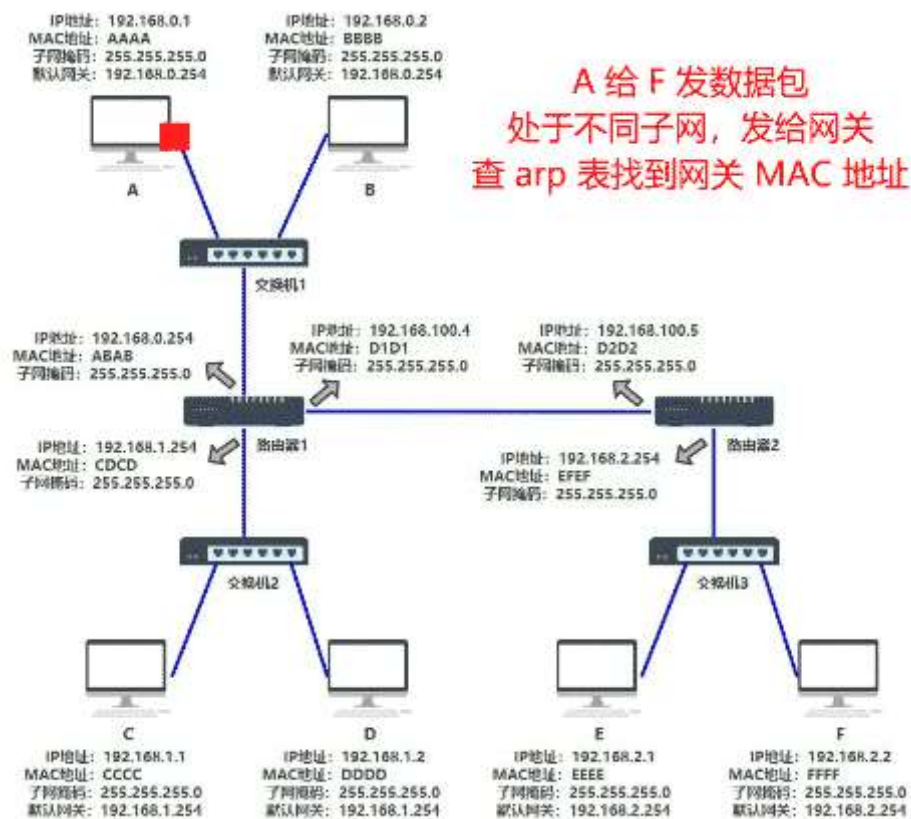 IP地址：192.168.0.1
MAC地址：AAAA
子网掩码：255.255.255.0
默认网关：192.168.0.254
IP地址：192.168.0.2
MAC地址：BBBB
子网掩码：255.255.255.0
默认网关：192.168.0.254
A 给 F 发数据包
处于不同子网，发给网关
查 arp 表找到网关 MAC 地址
A
B
交换机1
IP地址：192.168.0.254
MAC地址：ABAB
子网掩码：255.255.255.0
IP地址：192.168.100.4
MAC地址：D1D1
子网掩码：255.255.255.0
IP地址：192.168.100.5
MAC地址：D2D2
子网掩码：255.255.255.0
路由器1
路由器2
IP地址：192.168.1.254
MAC地址：CDCD
子网掩码：255.255.255.0
IP地址：192.168.2.254
MAC地址：EFEF
子网掩码：255.255.255.0
交换机2
交换机3
C
IP地址：192.168.1.1
MAC地址：CCCC
子网掩码：255.255.255.0
默认网关：192.168.1.254
D
IP地址：192.168.1.2
MAC地址：DDDD
子网掩码：255.255.255.0
默认网关：192.168.1.254
E
IP地址：192.168.2.1
MAC地址：EEEE
子网掩码：255.255.255.0
默认网关：192.168.2.254
F
IP地址：192.168.2.2
MAC地址：FFFF
子网掩码：255.255.255.0
默认网关：192.168.2.254